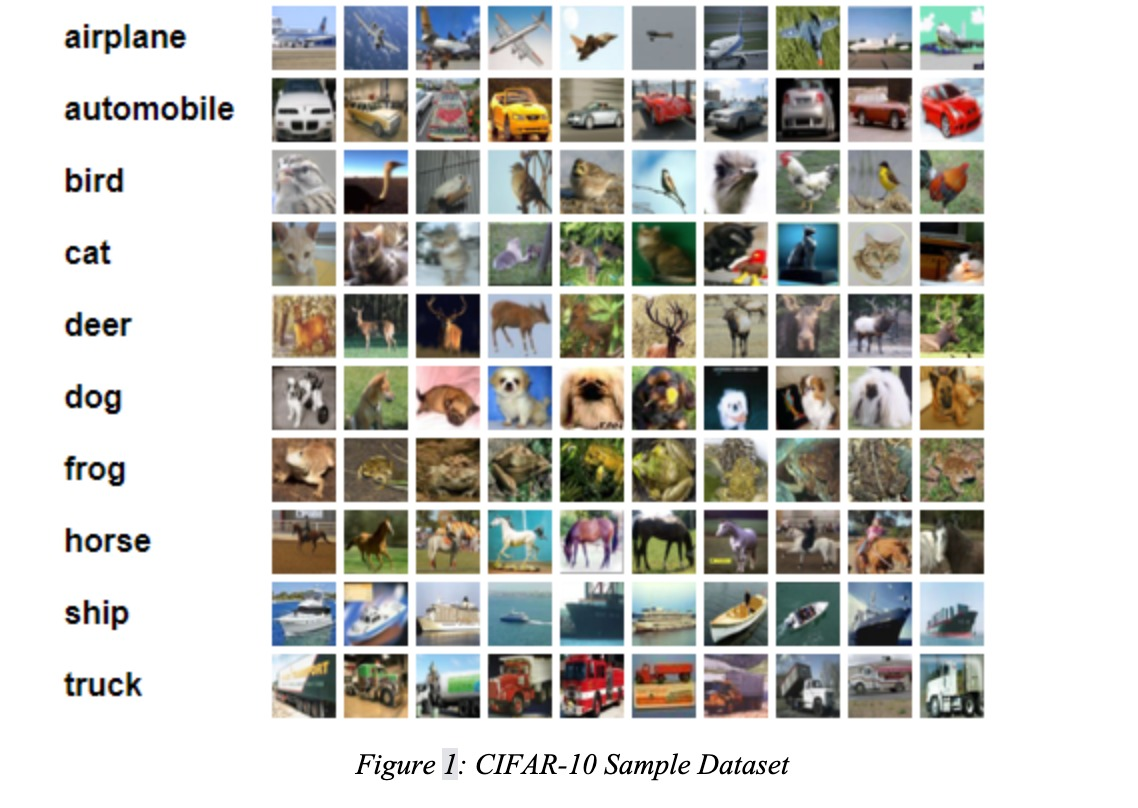 airplane
automobile
bird
cat
deer
dog
frog
horse
ship
truck
Figure 1: CIFAR-10 Sample Dataset